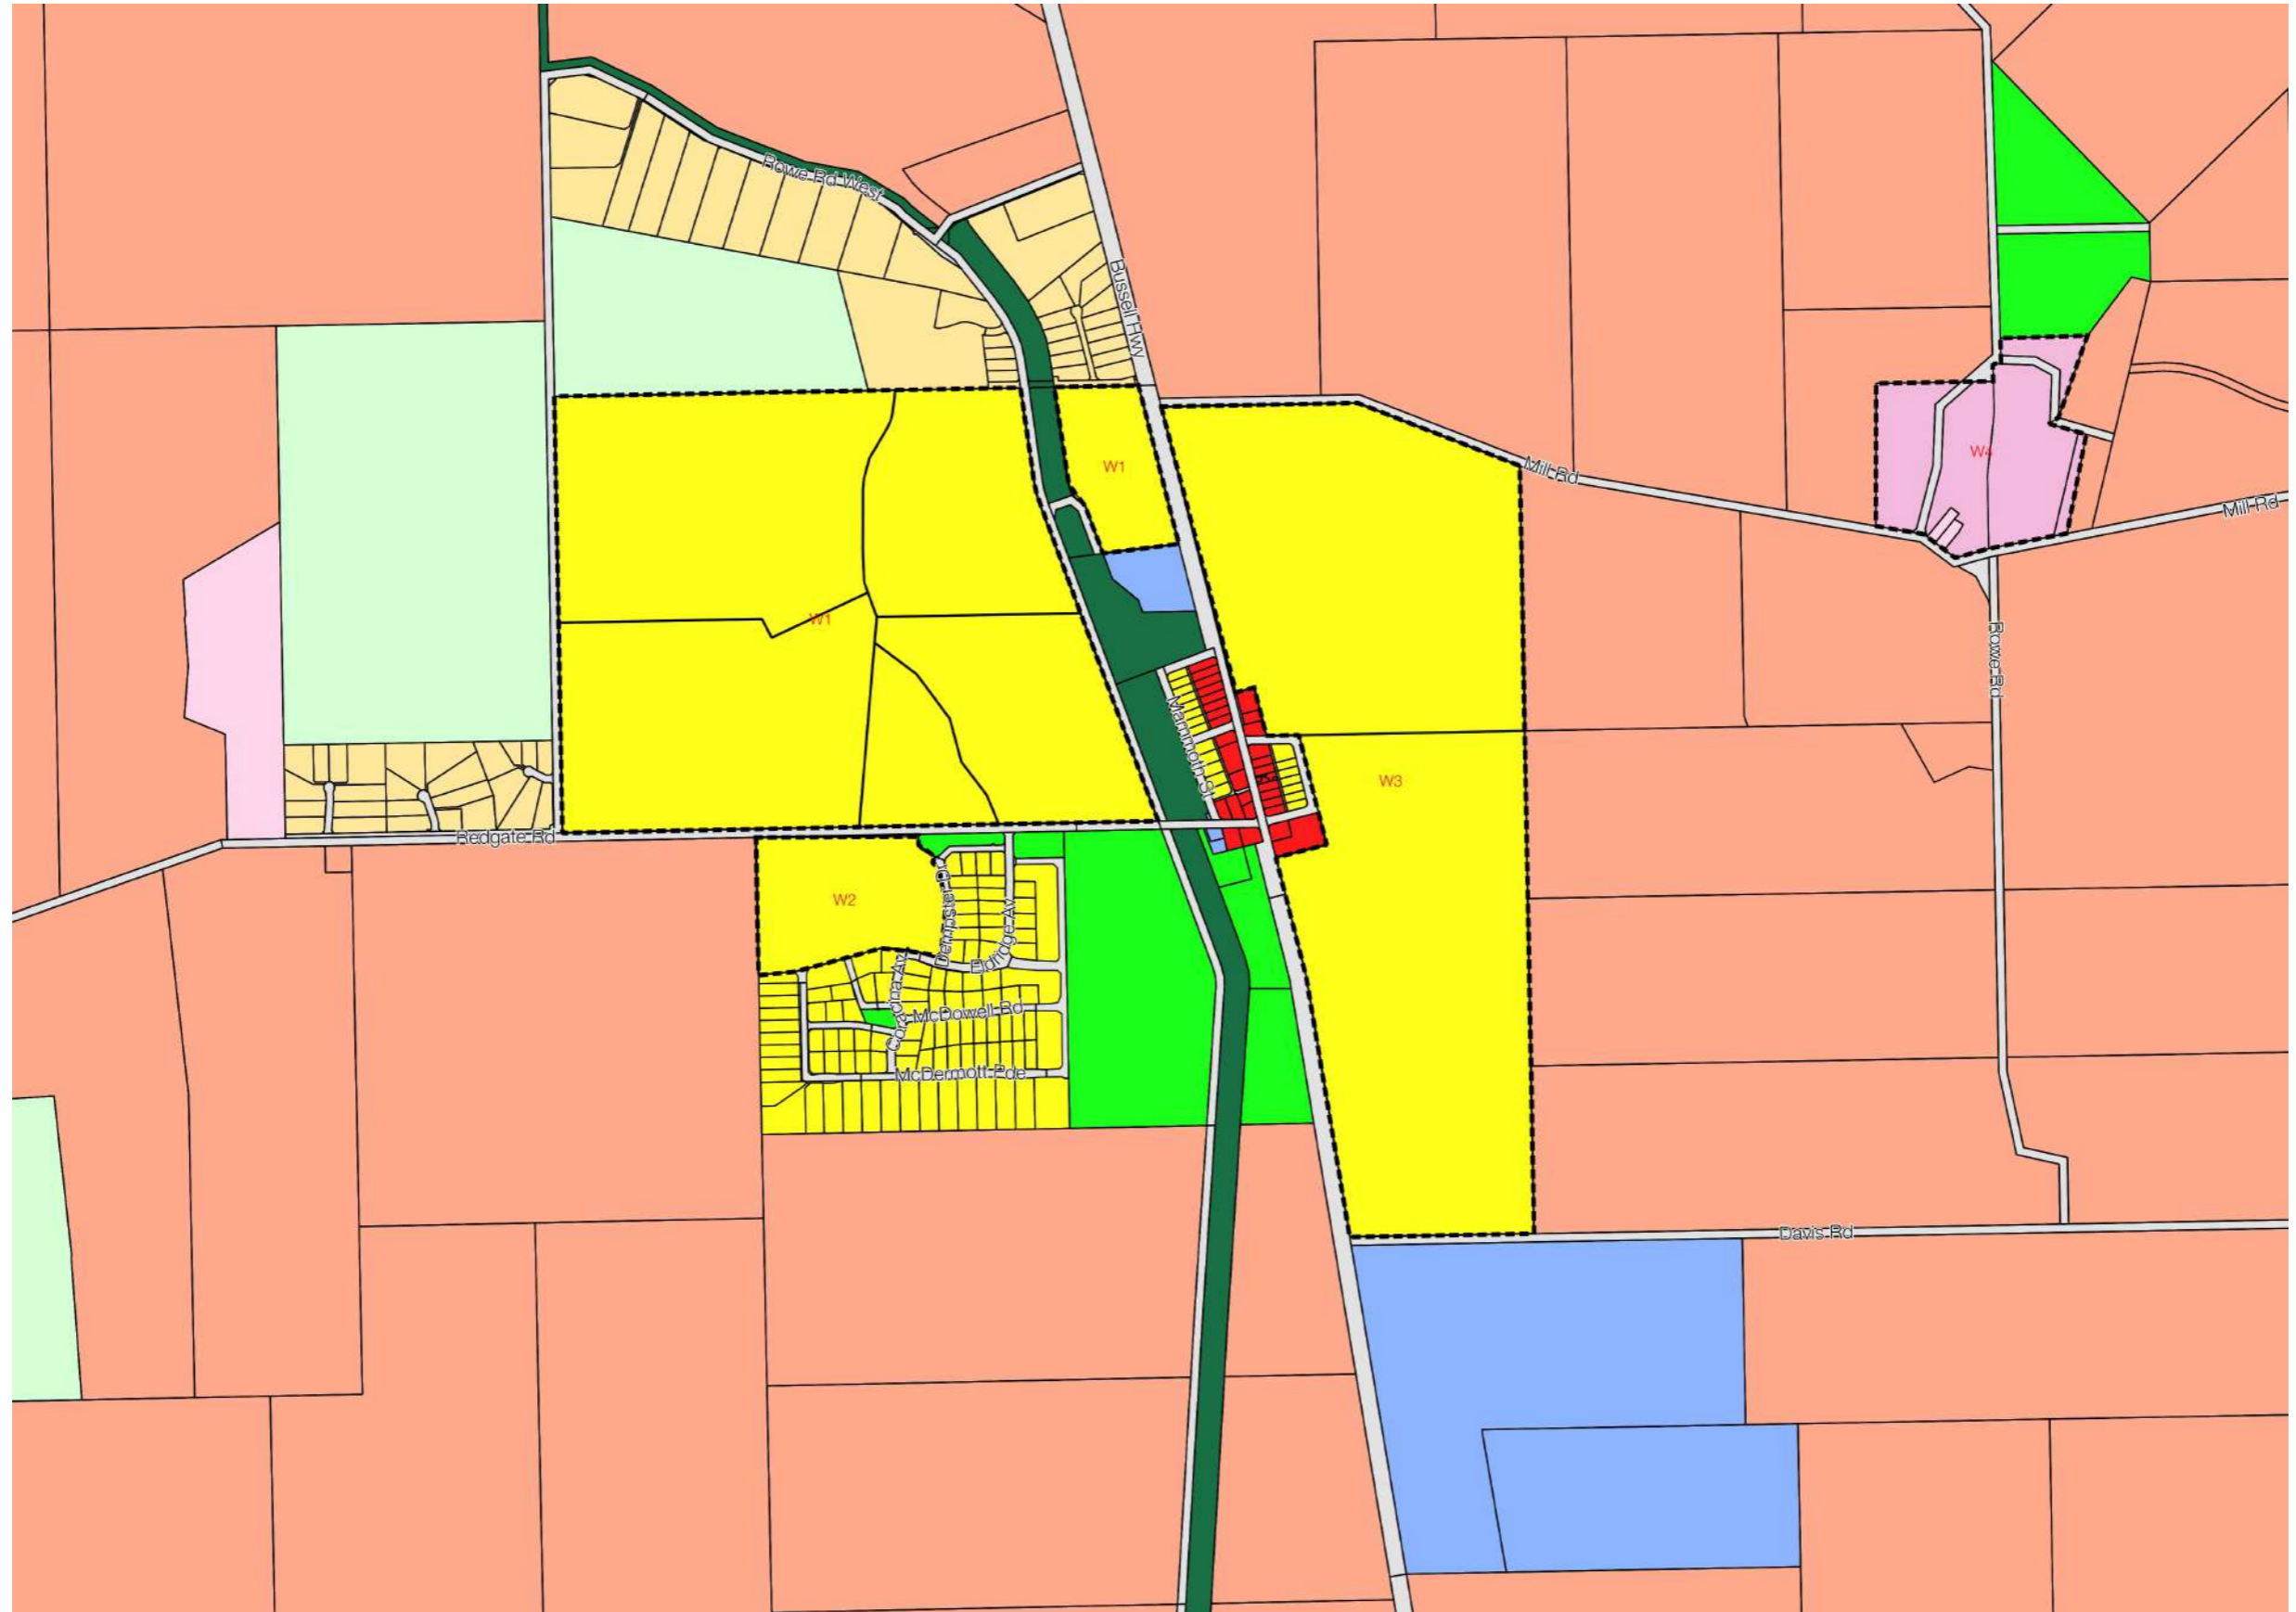 Rowe Rd West
Bussell Hwy
W1
W4
Mill Rd
Mill Rd
W1
Rowe Rd
Mammoth St
W3
Redgate Rd
W2
Eldridge Av
McDowell Rd
McDermott Pde
Davis Rd